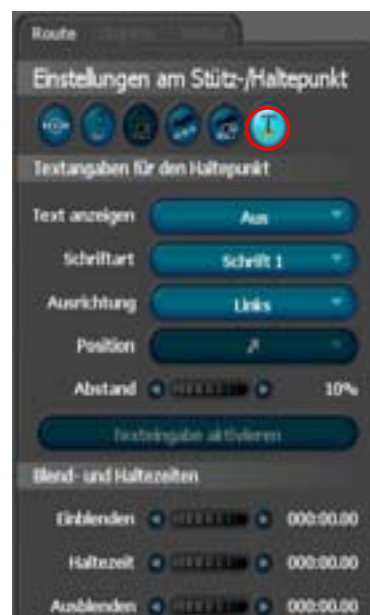 Route
Einstellungen am Stütz-/Haltepunkt
T
Textangaben für den Haltepunkt
Text anzeigen Aus
Schriftart Schrift 1
Ausrichtung Links
Position
Abstand 10%
Texteingabe aktivieren
Blend- und Haltezeiten
Einblenden 000:00.00
Haltezeit 000:00.00
Ausblenden 000:00.00